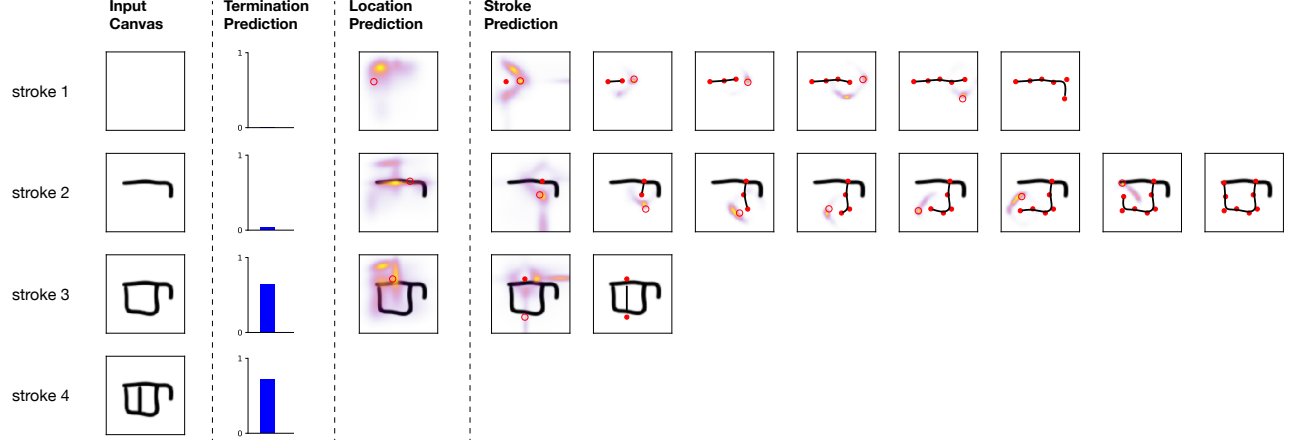 Input Canvas
Termination Prediction
Location Prediction
Stroke Prediction
stroke 1
1
0
stroke 2
1
0
stroke 3
1
0
stroke 4
1
0